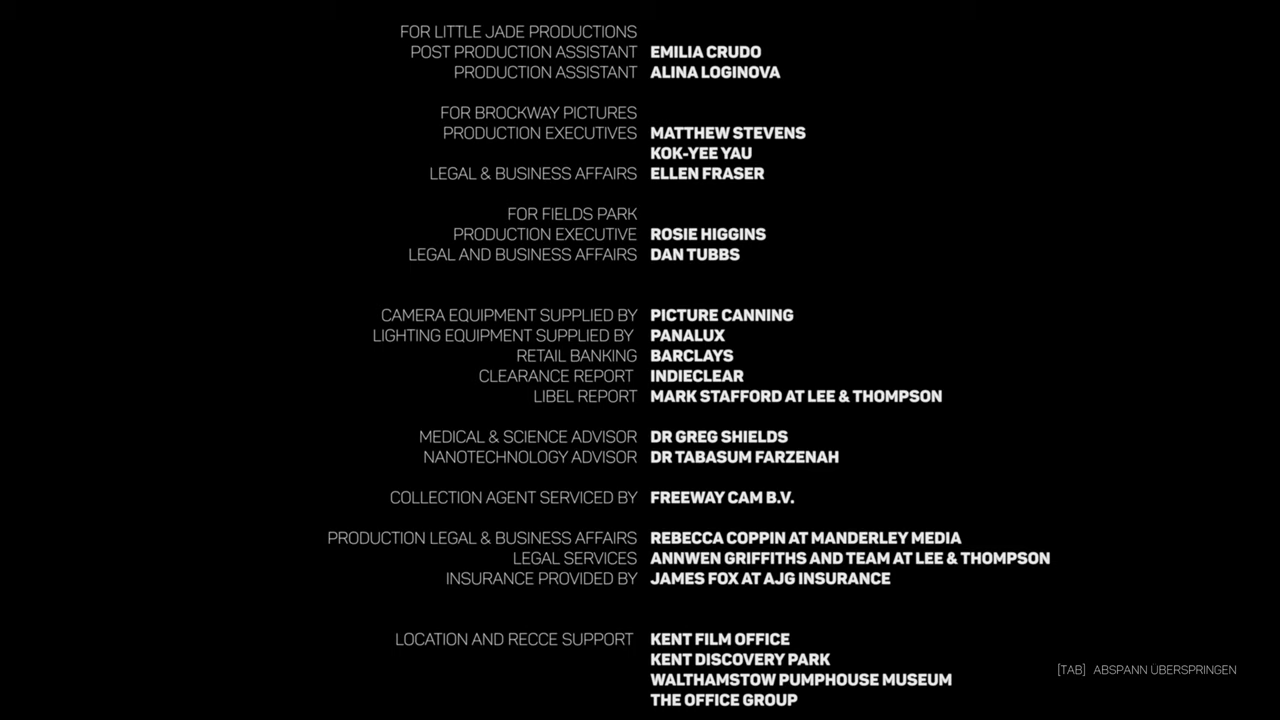 FOR LITTLE JADE PRODUCTIONS
POST PRODUCTION ASSISTANT EMILIA CRUDO
PRODUCTION ASSISTANT ALINA LOGINOVA
FOR BROCKWAY PICTURES
PRODUCTION EXECUTIVES MATTHEW STEVENS
KOK-YEE YAU
LEGAL & BUSINESS AFFAIRS ELLEN FRASER
FOR FIELDS PARK
PRODUCTION EXECUTIVE ROSIE HIGGINS
LEGAL AND BUSINESS AFFAIRS DAN TUBBS
CAMERA EQUIPMENT SUPPLIED BY PICTURE CANNING
LIGHTING EQUIPMENT SUPPLIED BY PANALUX
RETAIL BANKING BARCLAYS
CLEARANCE REPORT INDIECLEAR
LIBEL REPORT MARK STAFFORD AT LEE & THOMPSON
MEDICAL & SCIENCE ADVISOR DR GREG SHIELDS
NANOTECHNOLOGY ADVISOR DR TABASUM FARZENAH
COLLECTION AGENT SERVICED BY FREEWAY CAM B.V.
PRODUCTION LEGAL & BUSINESS AFFAIRS REBECCA COPPIN AT MANDERLEY MEDIA
LEGAL SERVICES ANNWEN GRIFFITHS AND TEAM AT LEE & THOMPSON
INSURANCE PROVIDED BY JAMES FOX AT AJG INSURANCE
LOCATION AND RECCE SUPPORT KENT FILM OFFICE
KENT DISCOVERY PARK
WALTHAMSTOW PUMPHOUSE MUSEUM
THE OFFICE GROUP
[TAB] ABSPANN ÜBERSPRINGEN